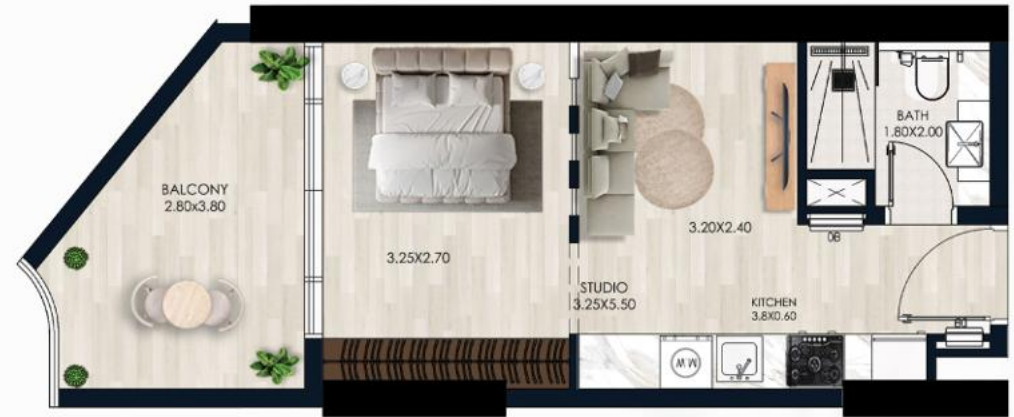 BATH
1.80X2.00
BALCONY
2.80x3.80
3.20X2.40
DB
3.25X2.70
STUDIO
3.25X5.50
KITCHEN
3.8X0.60
M.W